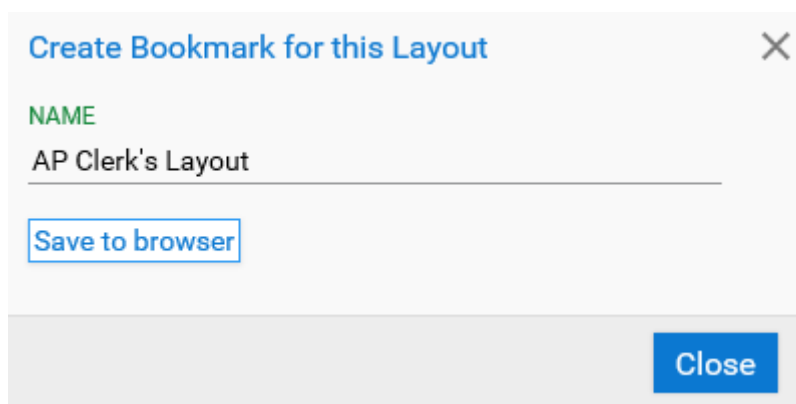 Create Bookmark for this Layout
NAME
AP Clerk's Layout
Save to browser
Close